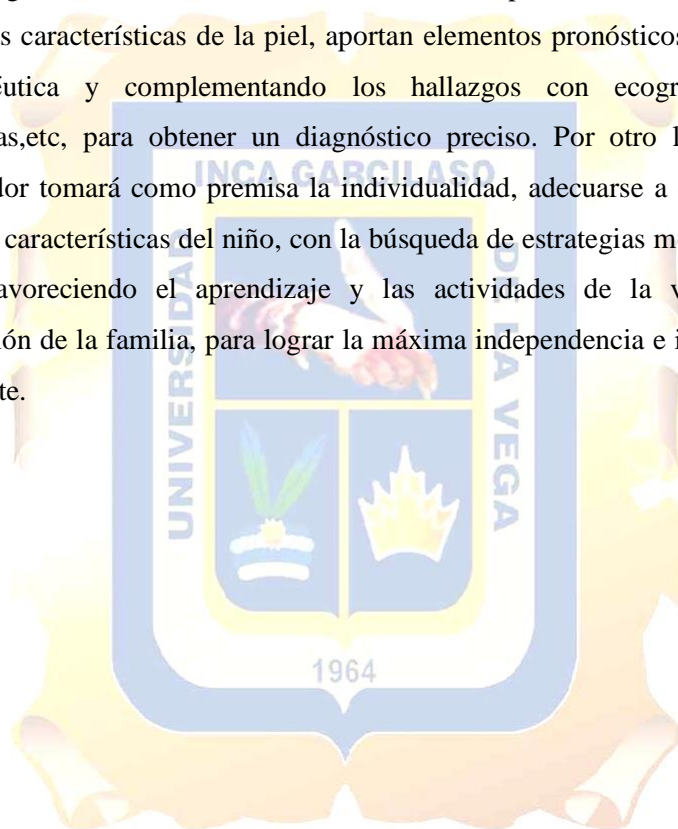 s características de la piel, aportan elementos pronósticos
éutica y complementando los hallazgos con ecogr
as,etc, para obtener un diagnóstico preciso. Por otro l
dor tomará como premisa la individualidad, adecuarse a
características del niño, con la búsqueda de estrategias m
avoreciendo el aprendizaje y las actividades de la v
ión de la familia, para lograr la máxima independencia e i
te.
INCA GARCILASO
UNIVERSIDAD
DE LA VEGA
1964